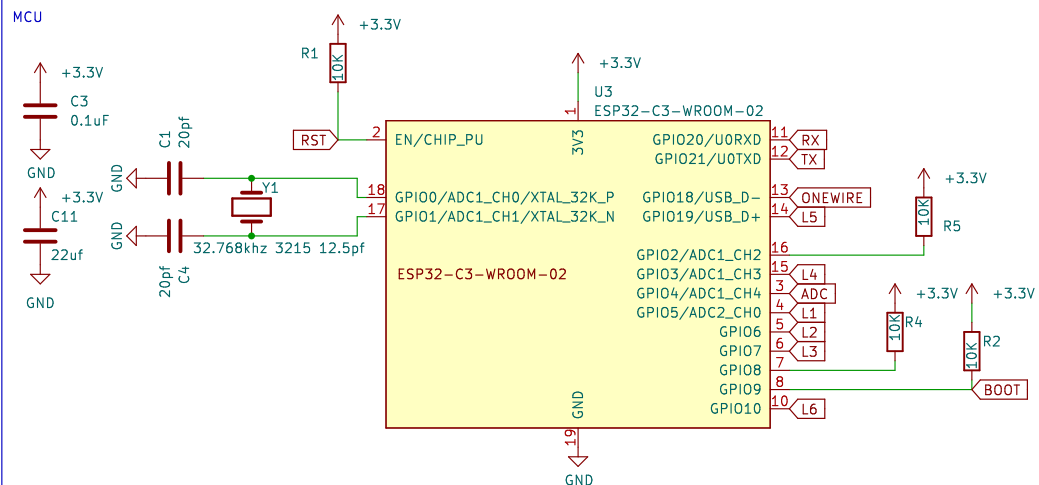 MCU
+3.3V
C3
0.1uF
GND
+3.3V
C11
22uf
GND
+3.3V
R1
10K
RST
C1
20pf
GND
Y1
32.768khz 3215 12.5pf
GND
20pf
C4
+3.3V
U3
ESP32-C3-WROOM-02
1
3V3
2
EN/CHIP_PU
18
GPIO0/ADC1_CH0/XTAL_32K_P
17
GPIO1/ADC1_CH1/XTAL_32K_N
ESP32-C3-WROOM-02
GPIO20/U0RXD 11 RX
GPIO21/U0TXD 12 TX
GPIO18/USB_D- 13 ONEWIRE
GPIO19/USB_D+ 14 L5
GPIO2/ADC1_CH2 16
GPIO3/ADC1_CH3 15 L4
GPIO4/ADC1_CH4 3 ADC
GPIO5/ADC2_CH0 4 L1
GPIO6 5 L2
GPIO7 6 L3
GPIO8 7
GPIO9 8
GPIO10 10 L6
GND
19
GND
+3.3V
10K
R5
+3.3V
10K
R4
+3.3V
10K
R2
BOOT